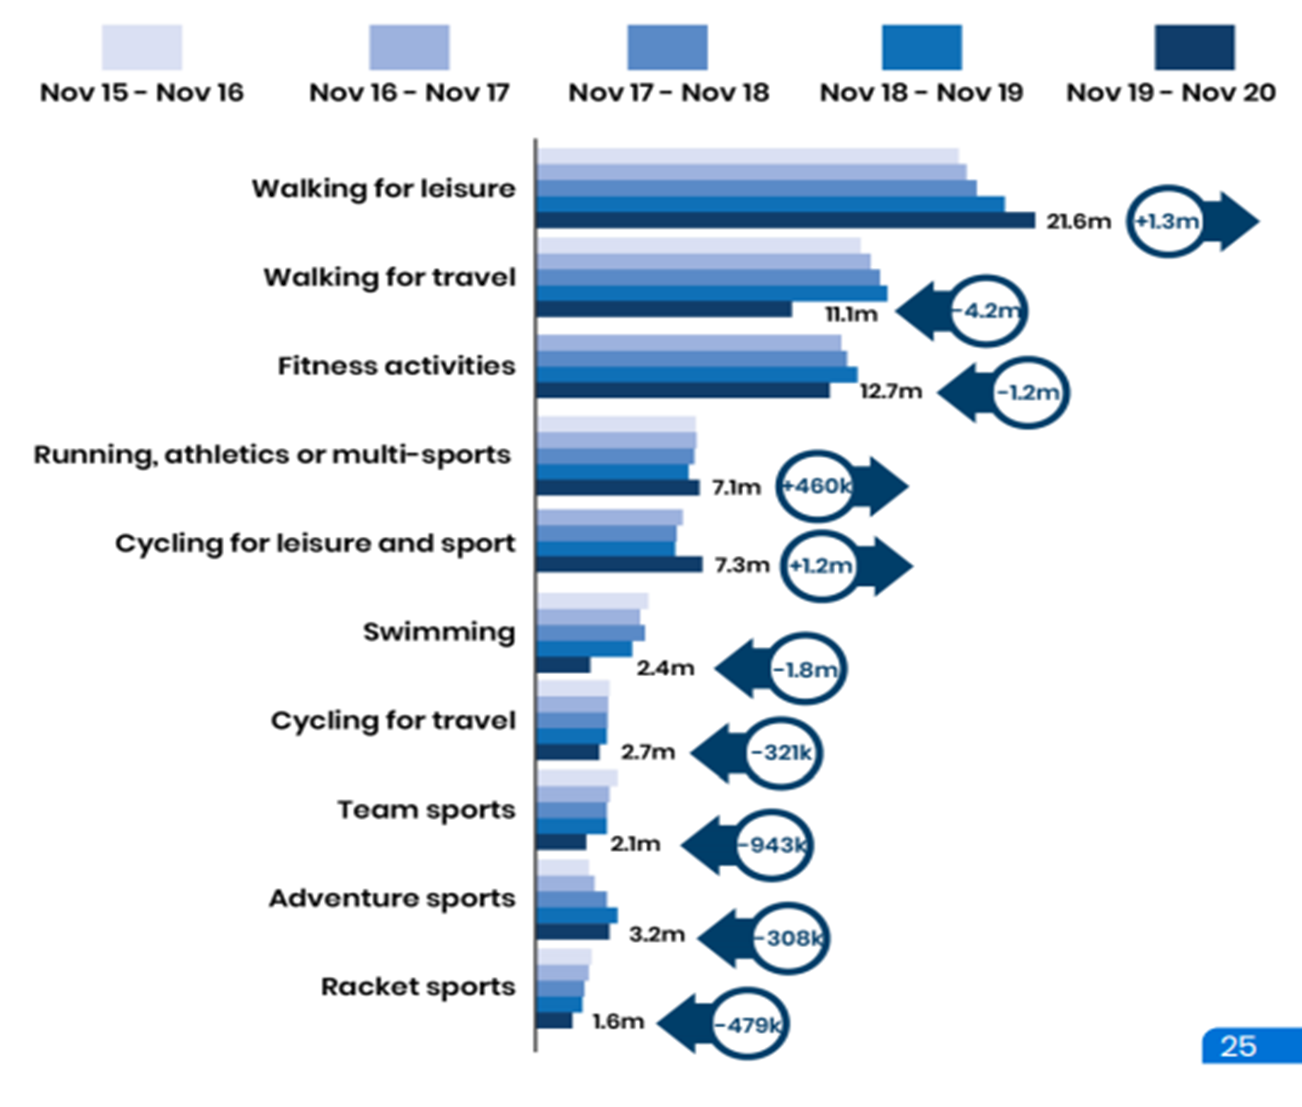 Nov 15 - Nov 16
Nov 16 - Nov 17
Nov 17 - Nov 18
Nov 18 - Nov 19
Nov 19 - Nov 20
Walking for leisure
21.6m
+1.3m
Walking for travel
11.1m
-4.2m
Fitness activities
12.7m
-1.2m
Running, athletics or multi-sports
7.1m
+460k
Cycling for leisure and sport
7.3m
+1.2m
Swimming
2.4m
-1.8m
Cycling for travel
2.7m
-321k
Team sports
2.1m
-943k
Adventure sports
3.2m
-308k
Racket sports
1.6m
-479k
25